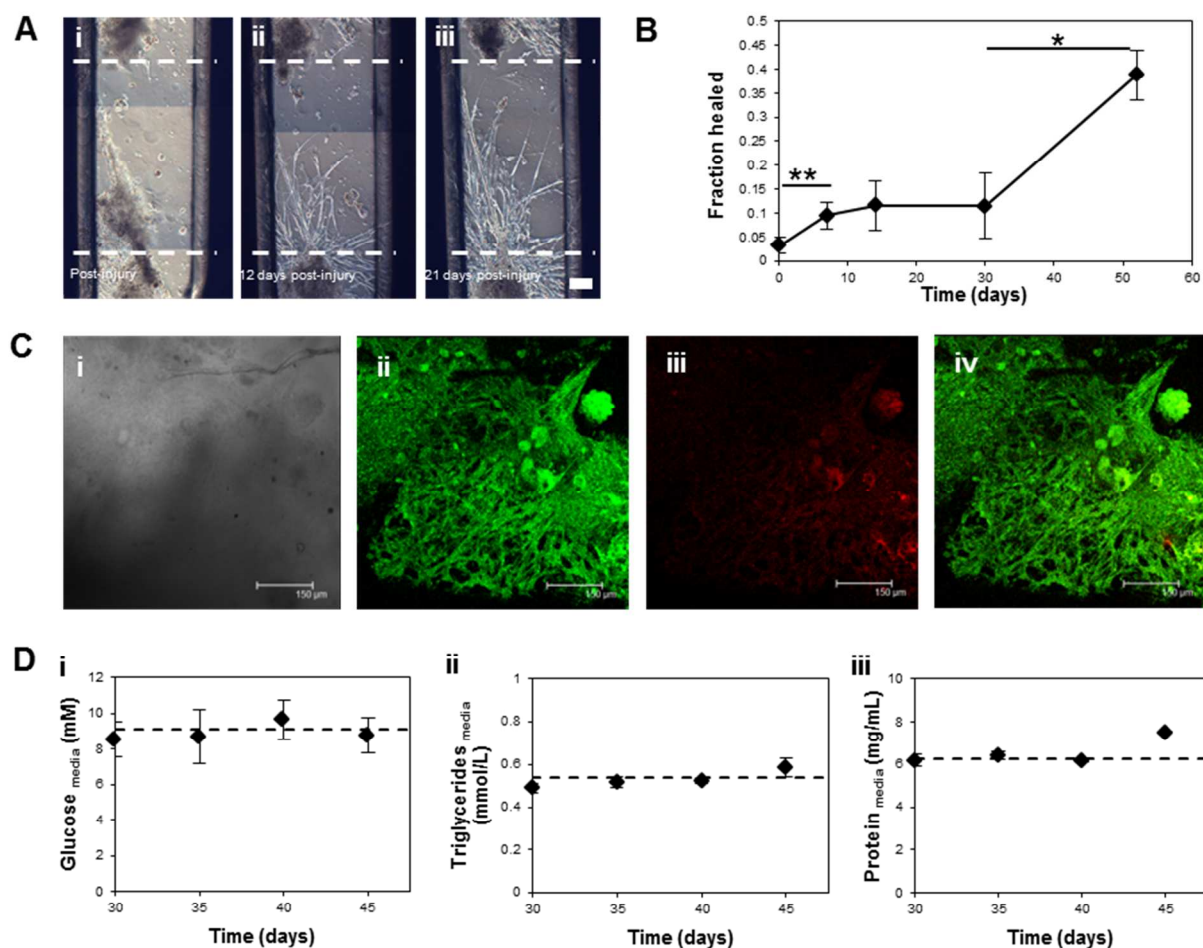 A
i
ii
iii
Post-injury
12 days post-injury
21 days post-injury
B
0.5
0.45
0.4
0.35
0.3
0.25
0.2
0.15
0.1
0.05
0
Fraction healed
**
*
0 10 20 30 40 50 60
Time (days)
C
i
ii
iii
iv
150 µm
150 µm
150 µm
150 µm
D
i
12
10
8
6
4
2
0
Glucose media (mM)
30 35 40 45
Time (days)
ii
1
0.8
0.6
0.4
0.2
0
Triglycerides media
(mmol/L)
30 35 40 45
Time (days)
iii
10
8
6
4
2
0
Protein media (mg/mL)
30 35 40 45
Time (days)